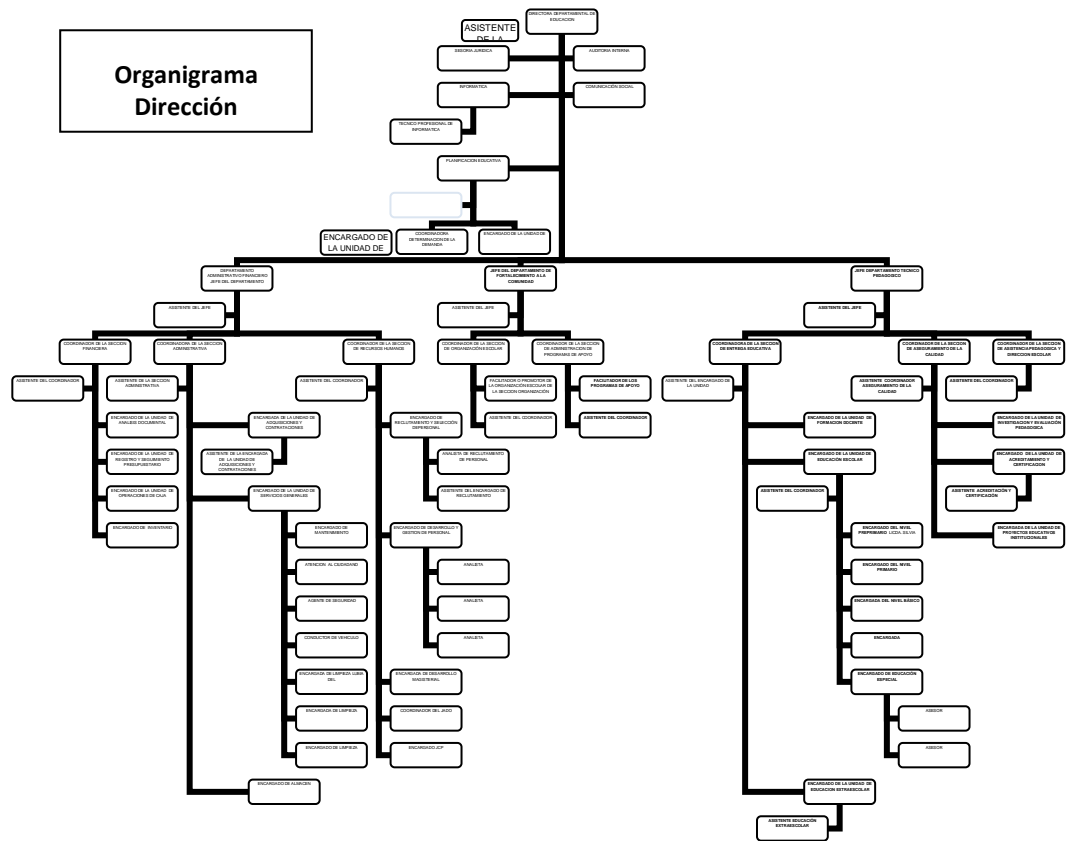 DIRECTORA DEPARTAMENTAL DE
EDUCACION
ASISTENTE
DE LA
Organigrama
Dirección
SESORIA JURIDICA
AUDITORIA INTERNA
INFORMATICA
COMUNICACIÓN SOCIAL
TECNICO PROFESIONAL DE
INFORMATICA
PLANIFICACION EDUCATIVA
ENCARGADO DE
LA UNIDAD DE
COORDINADORA
DETERMINACION DE LA
DEMANDA
ENCARGADO DE LA UNIDAD DE
DEPARTAMENTO
ADMINISTRATIVO/FINANCIERO
JEFE DEL DEPARTAMENTO
JEFE DEL DEPARTAMENTO DE
FORTALECIMIENTO A LA
COMUNIDAD
JEFE DEPARTAMENTO TECNICO
PEDAGOGICO
ASISTENTE DEL JEFE
ASISTENTE DEL JEFE
ASISTENTE DEL JEFE
COORDINADOR DE LA SECCION
FINANCIERA
COORDINADORA DE LA SECCION
ADMINISTRATIVA
COORDINADOR DE LA SECCION
DE RECURSOS HUMANOS
COORDINADOR DE LA SECCION
DE ORGANIZACIÓN ESCOLAR
COORDINADOR DE LA SECCION
DE ADMINISTRACION DE
PROGRAMAS DE APOYO
COORDINADORA DE LA SECCION
DE ENTREGA EDUCATIVA
COORDINADOR DE LA SECCION
DE ASEGURAMIENTO DE LA
CALIDAD
COORDINADOR DE LA SECCION
DE ASISTENCIA PEDAGOGICA Y
DIRECCION ESCOLAR
ASISTENTE DEL COORDINADOR
ASISTENTE DE LA SECCION
ADMINISTRATIVA
ASISTENTE DEL COORDINADOR
FACILITADOR O PROMOTOR DE
LA ORGANIZACIÓN ESCOLAR DE
LA SECCION ORGANIZACIÓN
FACILITADOR DE LOS
PROGRAMAS DE APOYO
ASISTENTE DEL ENCARGADO DE
LA UNIDAD
ASISTENTE COORDINADOR
ASEGURAMIENTO DE LA
CALIDAD
ASISTENTE DEL COORDINADOR
ENCARGADO DE LA UNIDAD DE
ANALISIS DOCUMENTAL
ENCARGADA DE LA UNIDAD DE
ADQUISICIONES Y
CONTRATACIONES
ENCARGADO DE
RECLUTAMIENTO Y SELECCIÓN
DEPERSONAL
ASISTENTE DEL COORDINADOR
ASISTENTE DEL COORDINADOR
ENCARGADO DE LA UNIDAD DE
FORMACION DOCENTE
ENCARGADO DE LA UNIDAD DE
INVESTIGACION Y EVALUACIÓN
PEDAGOGICA
ENCARGADO DE LA UNIDAD DE
REGISTRO Y SEGUIMIENTO
PRESUPUESTARIO
ASISTENTE DE LA ENCARGADA
DE LA UNIDAD DE
ADQUISICIONES Y
CONTRATACIONES
ANALISTA DE RECLUTAMIENTO
DE PERSONAL
ENCARGADO DE LA UNIDAD DE
EDUCACIÓN ESCOLAR
ENCARGADO DE LA UNIDAD DE
ACREDITAMIENTO Y
CERTIFICACION
ENCARGADO DE LA UNIDAD DE
OPERACIONES DE CAJA
ENCARGADO DE LA UNIDAD DE
SERVICIOS GENERALES
ASISTENTE DEL ENCARGADO DE
RECLUTAMIENTO
ASISTENTE DEL COORDINADOR
ASISTENTE ACREDITACIÓN Y
CERTIFICACIÓN
ENCARGADO DE INVENTARIO
ENCARGADO DE
MANTENIMIENTO
ENCARGADO DE DESARROLLO Y
GESTION DE PERSONAL
ENCARGADO DEL NIVEL
PREPRIMARIO LICDA SILVIA
ENCARGADA DE LA UNIDAD DE
PROYECTOS EDUCATIVOS
INSTITUCIONALES
ATENCION AL CIUDADANO
ANALISTA
ENCARGADO DEL NIVEL
PRIMARIO
AGENTE DE SEGURIDAD
ANALISTA
ENCARGADA DEL NIVEL BÁSICO
CONDUCTOR DE VEHICULO
ANALISTA
ENCARGADA
ENCARGADA DE LIMPIEZA LUISA
DEL
ENCARGADA DE DESARROLLO
MAGISTERIAL
ENCARGADO DE EDUCACIÓN
ESPECIAL
ENCARGADA DE LIMPIEZA
COORDINADOR DEL JADO
ASESOR
ENCARGADO DE LIMPIEZA
ENCARGADO JCP
ASESOR
ENCARGADO DE ALMACEN
ENCARGADO DE LA UNIDAD DE
EDUCACION EXTRAESCOLAR
ASISTENTE EDUCACIÓN
EXTRAESCOLAR